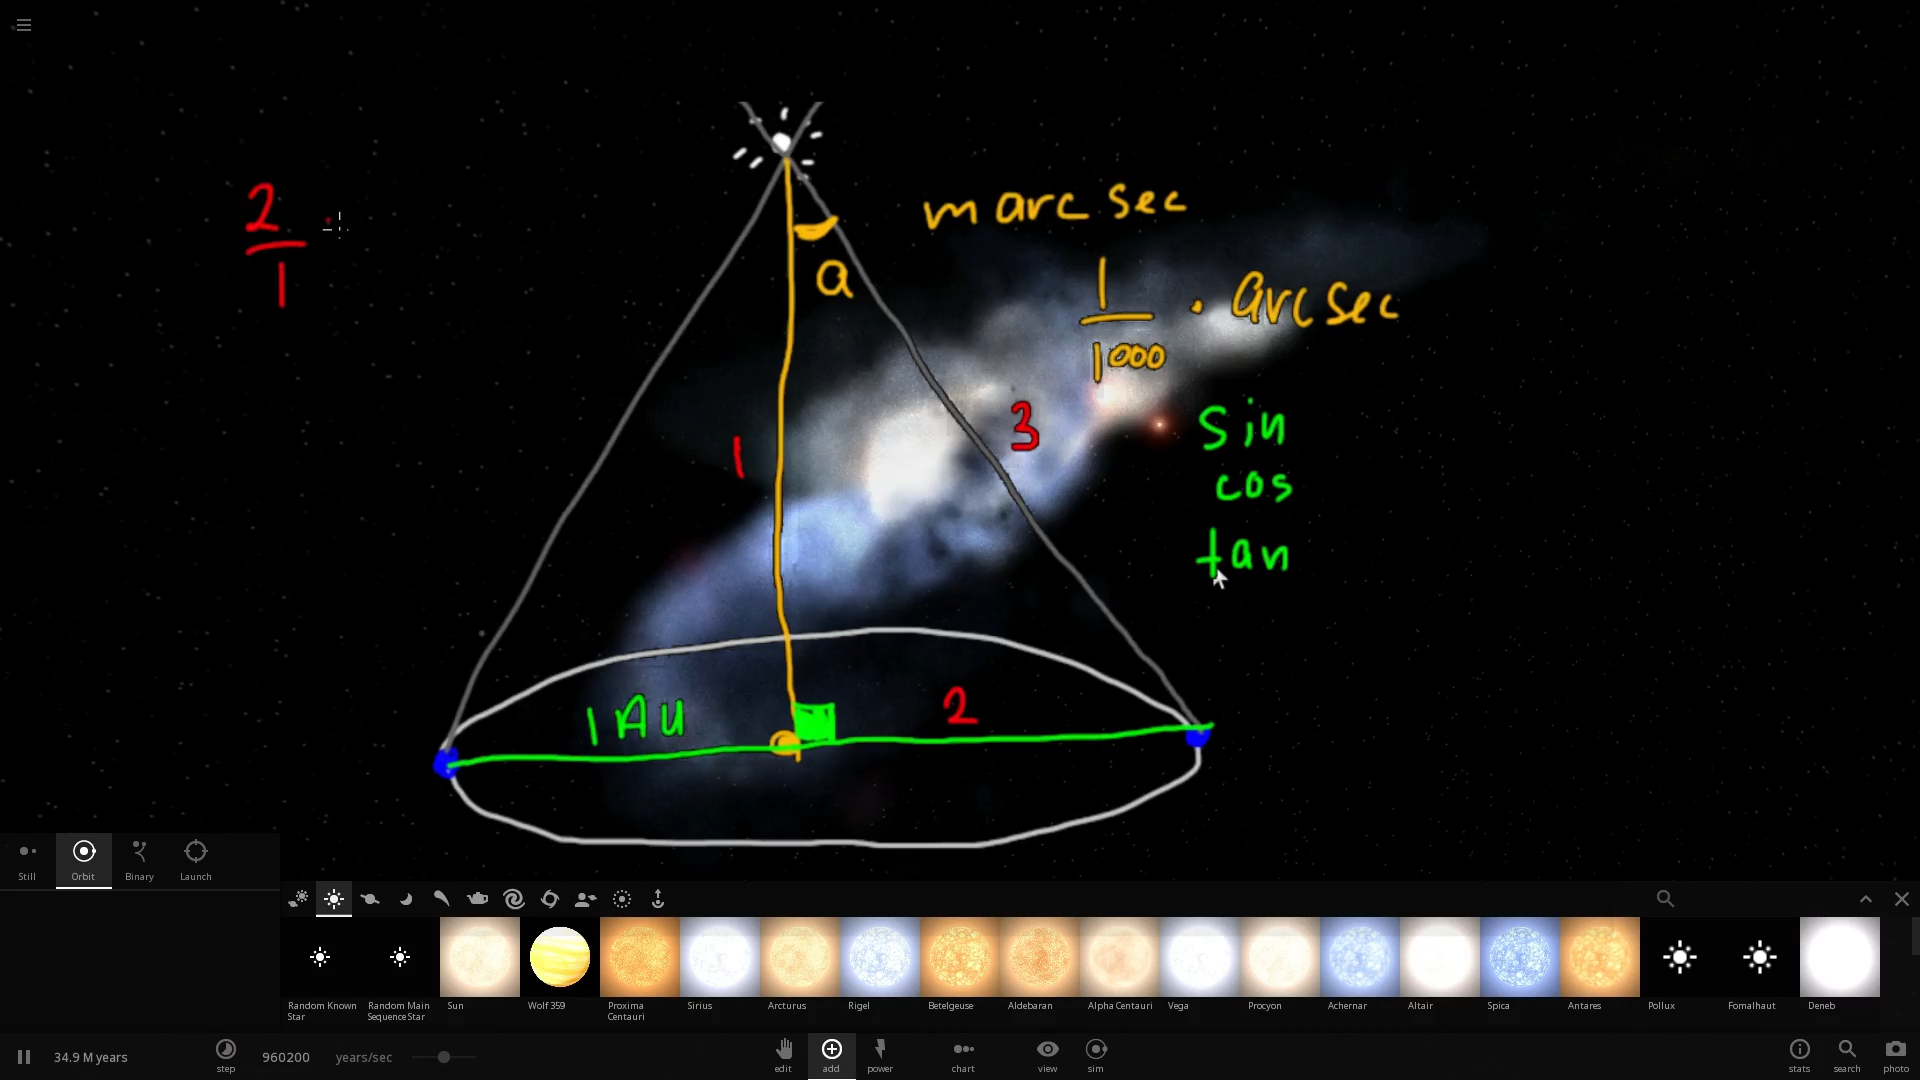 2
1
m arc sec
a
1
1000
· arcsec
3
1
sin
cos
tan
1 AU
2
Still
Orbit
Binary
Launch
Random Known Star
Random Main Sequence Star
Sun
Wolf 359
Proxima Centauri
Sirius
Arcturus
Rigel
Betelgeuse
Aldebaran
Alpha Centauri
Vega
Procyon
Achernar
Altair
Spica
Antares
Pollux
Fomalhaut
Deneb
34.9 M years
step
960200
years/sec
edit
add
power
chart
view
sim
stats
search
photo